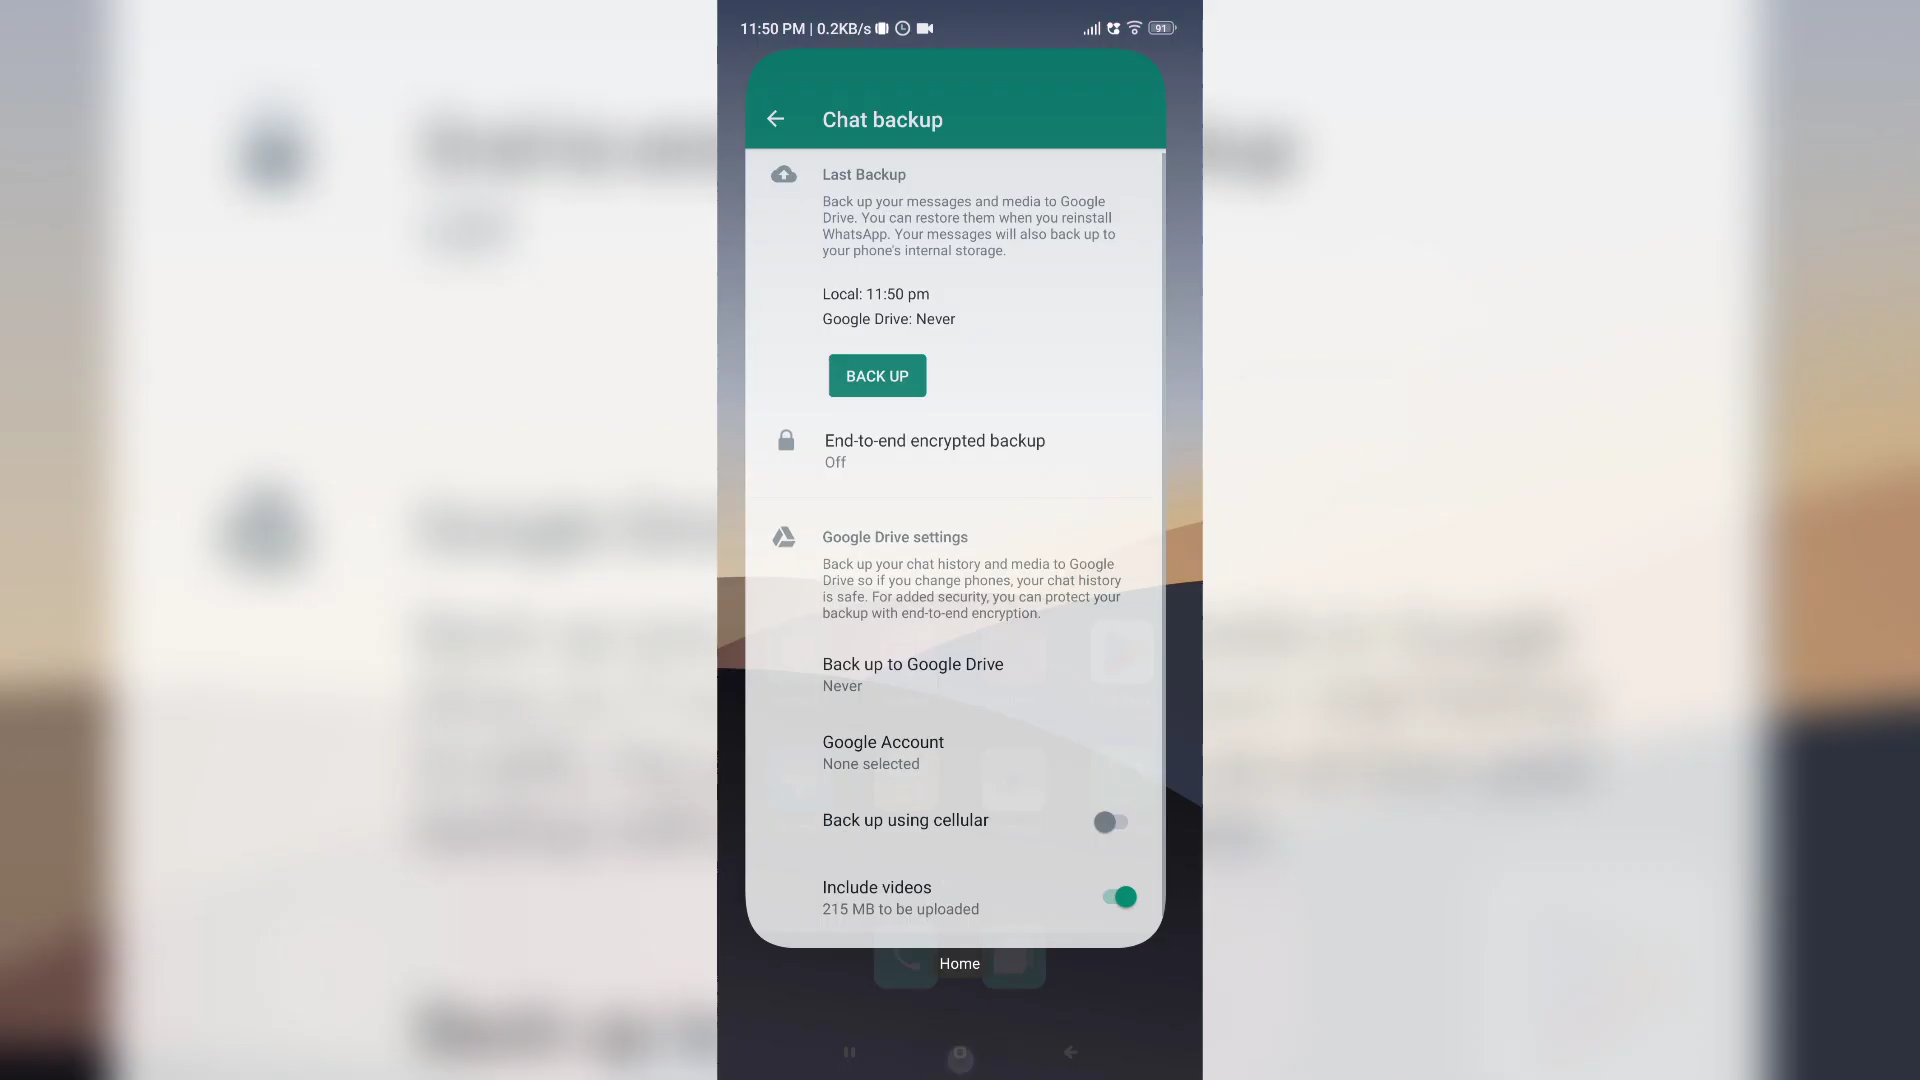 11:50 PM | 0.2KB/s
91
Chat backup
Last Backup
Back up your messages and media to Google
Drive. You can restore them when you reinstall
WhatsApp. Your messages will also back up to
your phone's internal storage.
Local: 11:50 pm
Google Drive: Never
BACK UP
End-to-end encrypted backup
Off
Google Drive settings
Back up your chat history and media to Google
Drive so if you change phones, your chat history
is safe. For added security, you can protect your
backup with end-to-end encryption.
Back up to Google Drive
Never
Google Account
None selected
Back up using cellular
Include videos
215 MB to be uploaded
Home